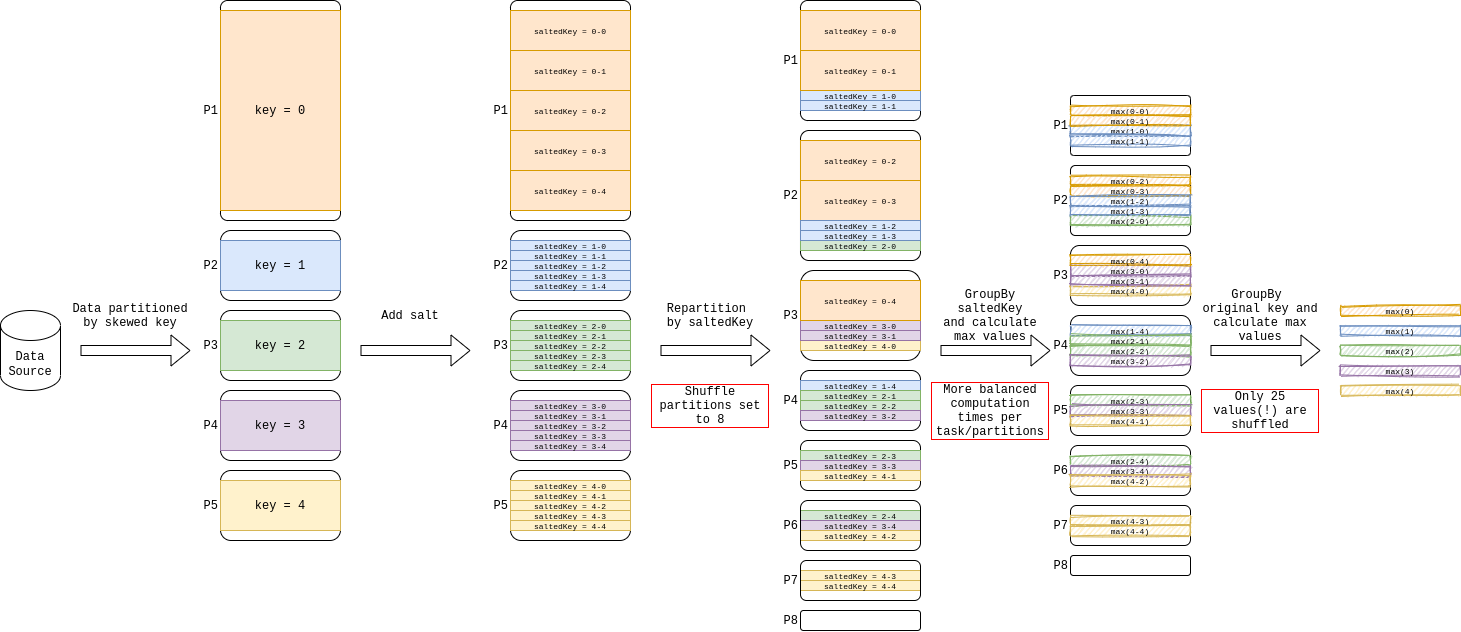 Data
Source
Data partitioned
by skewed key
P1
key = 0
P2
key = 1
P3
key = 2
P4
key = 3
P5
key = 4
Add salt
P1
saltedKey = 0-0
saltedKey = 0-1
saltedKey = 0-2
saltedKey = 0-3
saltedKey = 0-4
P2
saltedKey = 1-0
saltedKey = 1-1
saltedKey = 1-2
saltedKey = 1-3
saltedKey = 1-4
P3
saltedKey = 2-0
saltedKey = 2-1
saltedKey = 2-2
saltedKey = 2-3
saltedKey = 2-4
P4
saltedKey = 3-0
saltedKey = 3-1
saltedKey = 3-2
saltedKey = 3-3
saltedKey = 3-4
P5
saltedKey = 4-0
saltedKey = 4-1
saltedKey = 4-2
saltedKey = 4-3
saltedKey = 4-4
Repartition
by saltedKey
Shuffle
partitions set
to 8
P1
saltedKey = 0-0
saltedKey = 0-1
saltedKey = 1-0
saltedKey = 1-1
P2
saltedKey = 0-2
saltedKey = 0-3
saltedKey = 1-2
saltedKey = 1-3
saltedKey = 2-0
P3
saltedKey = 0-4
saltedKey = 3-0
saltedKey = 3-1
saltedKey = 4-0
P4
saltedKey = 1-4
saltedKey = 2-1
saltedKey = 2-2
saltedKey = 3-2
P5
saltedKey = 2-3
saltedKey = 3-3
saltedKey = 4-1
P6
saltedKey = 2-4
saltedKey = 3-4
saltedKey = 4-2
P7
saltedKey = 4-3
saltedKey = 4-4
P8
GroupBy
saltedKey
and calculate
max values
More balanced
computation
times per
task/partitions
P1
max(0-0)
max(0-1)
max(1-0)
max(1-1)
P2
max(0-2)
max(0-3)
max(1-2)
max(1-3)
max(2-0)
P3
max(0-4)
max(3-0)
max(3-1)
max(4-0)
P4
max(1-4)
max(2-1)
max(2-2)
max(3-2)
P5
max(2-3)
max(3-3)
max(4-1)
P6
max(2-4)
max(3-4)
max(4-2)
P7
max(4-3)
max(4-4)
P8
GroupBy
original key and
calculate max
values
Only 25
values(!) are
shuffled
max(0)
max(1)
max(2)
max(3)
max(4)